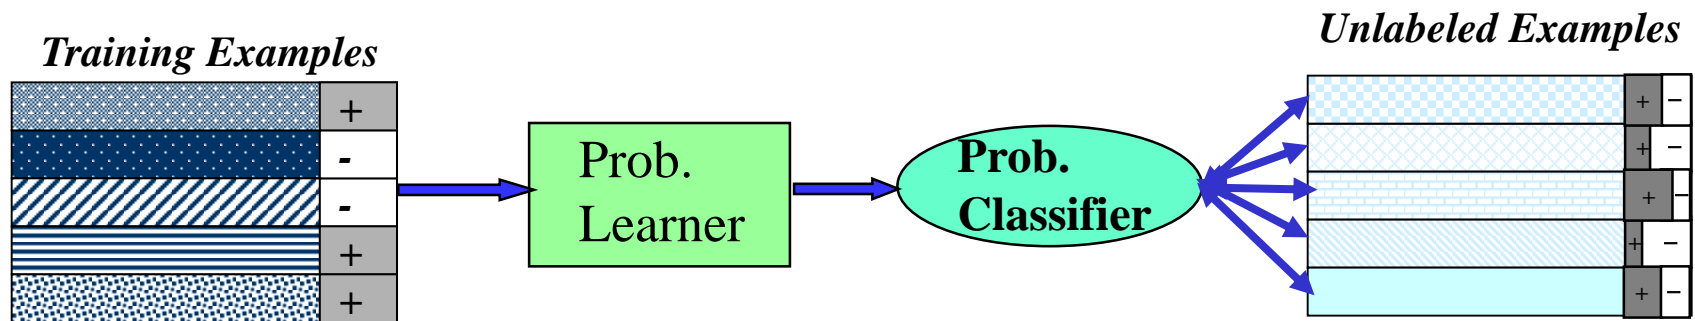 Training Examples
+
-
-
+
+
Prob.
Learner
Prob.
Classifier
Unlabeled Examples
+ −
+ −
+ −
+ −
+ −